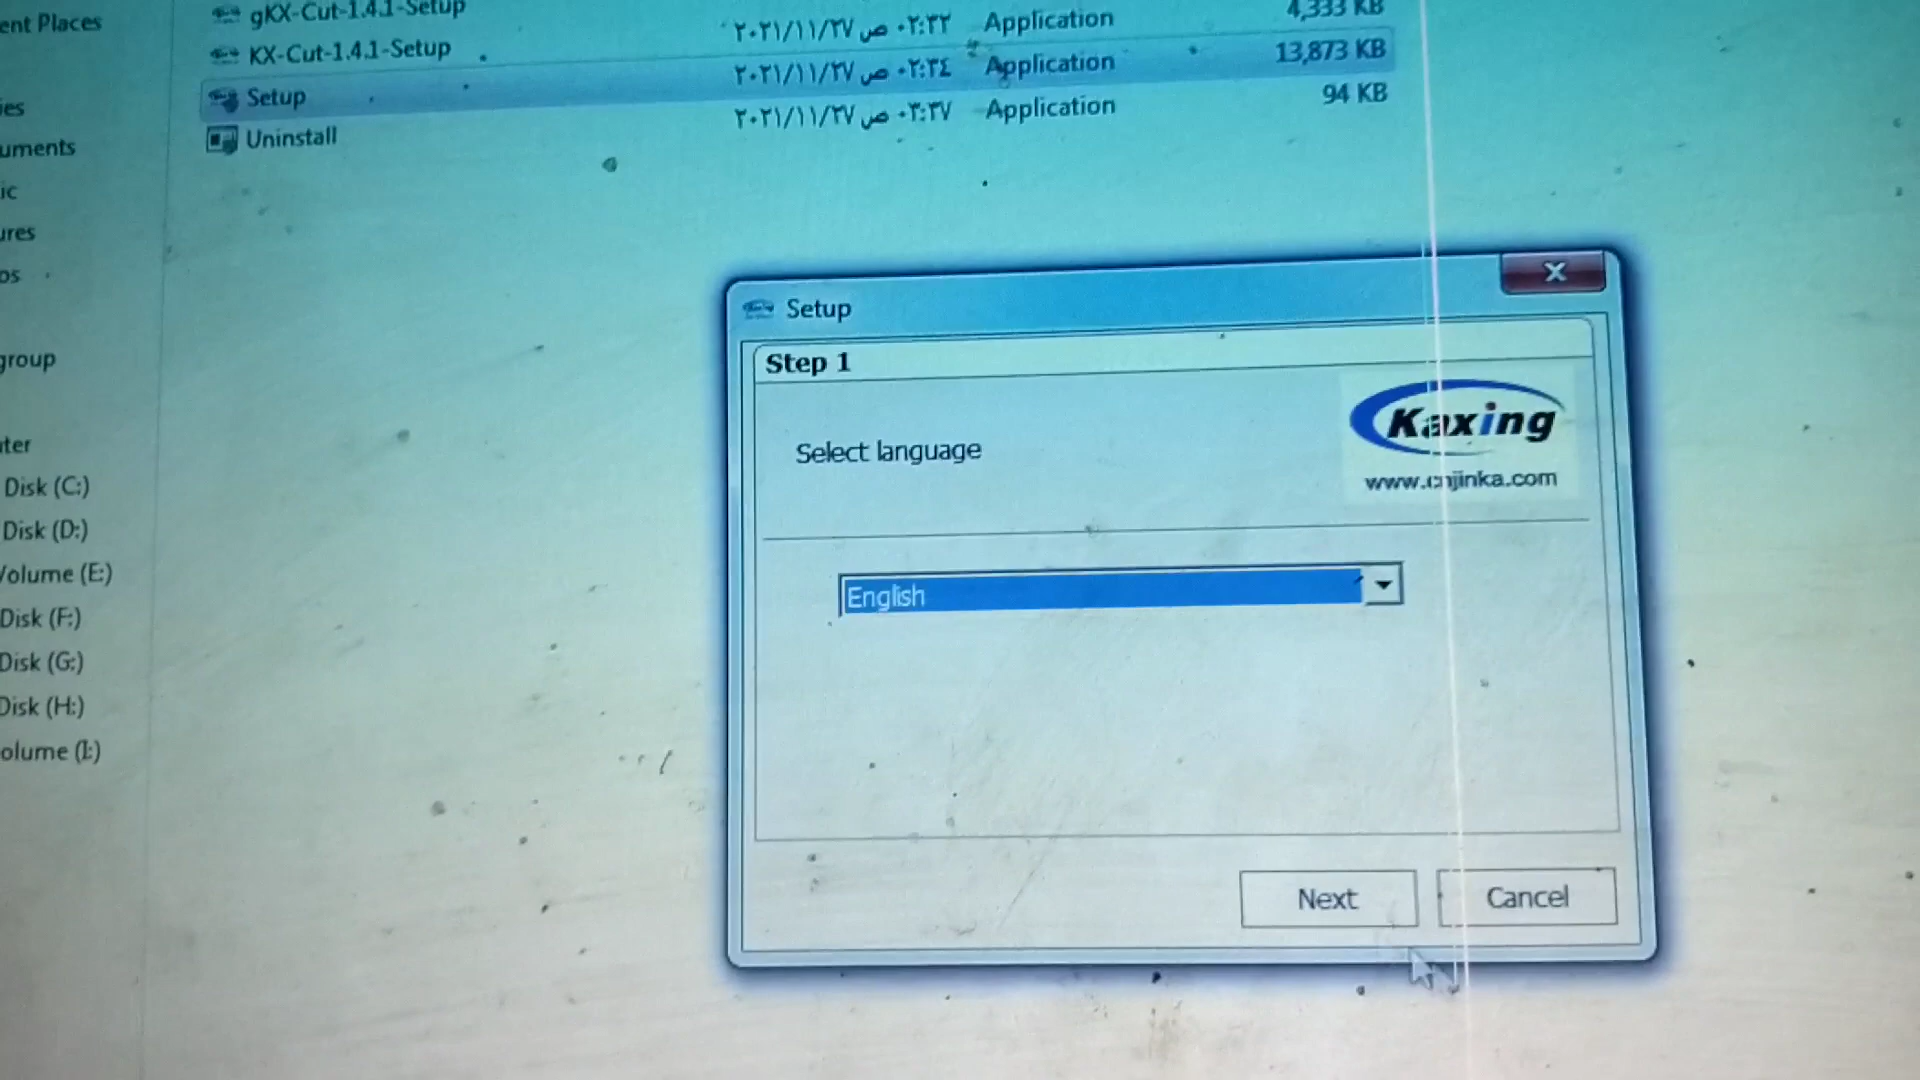 ent Places
ies
uments
ic
ures
os
group
ter
Disk (C:)
Disk (D:)
Volume (E:)
Disk (F:)
Disk (G:)
Disk (H:)
olume (I:)
gKX-Cut-1.4.1-Setup
٢٠٢١/١١/٢٧ ص ٠٢:٢٢ Application 4,333 KB
KX-Cut-1.4.1-Setup
٢٠٢١/١١/٢٧ ص ٠٢:٢٤ Application 13,873 KB
Setup
٢٠٢١/١١/٢٧ ص ٠٣:٢٧ Application 94 KB
Uninstall
Setup
Step 1
Select language
Kaxing
www.cnjinka.com
English
Next
Cancel